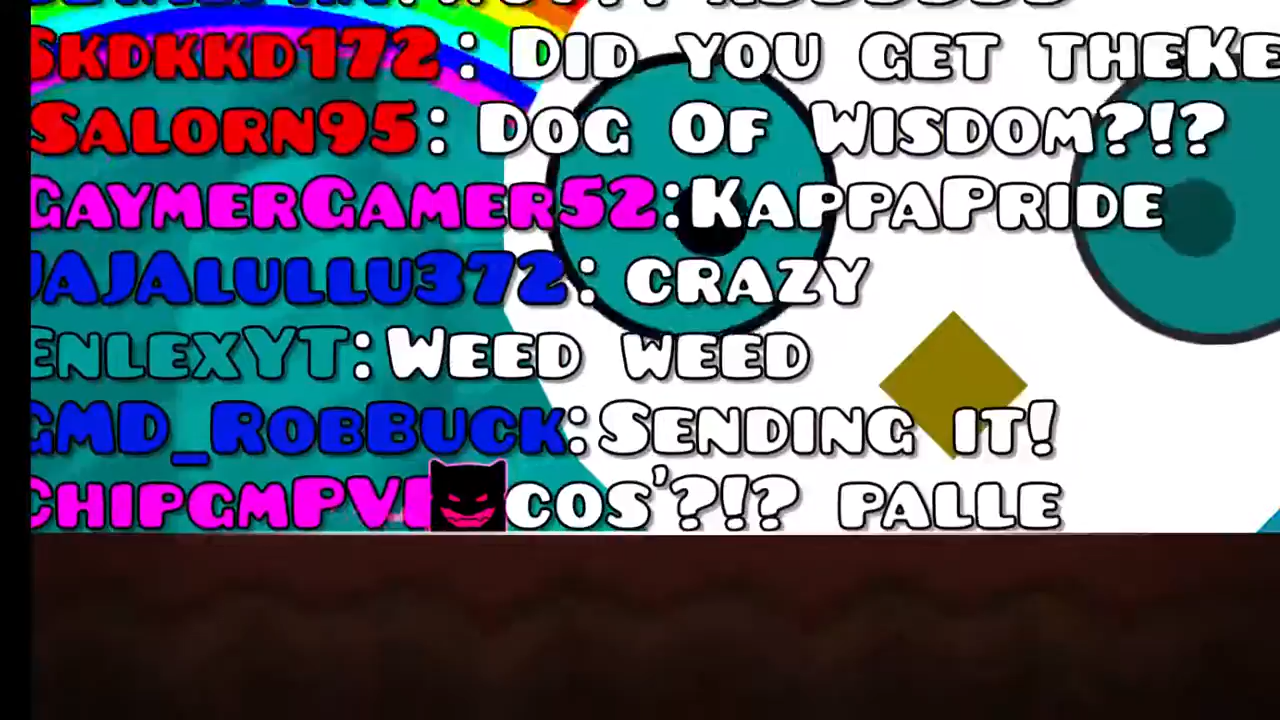 Skdkkd172: Did you get theKe
Salorn95: Dog Of Wisdom?!?
GaymerGamer52:KappaPride
JAJAlullu372: crazy
EnlexYT:Weed weed
GMD_RobBuck:Sending it!
ChipgmPVP cos'?!? palle